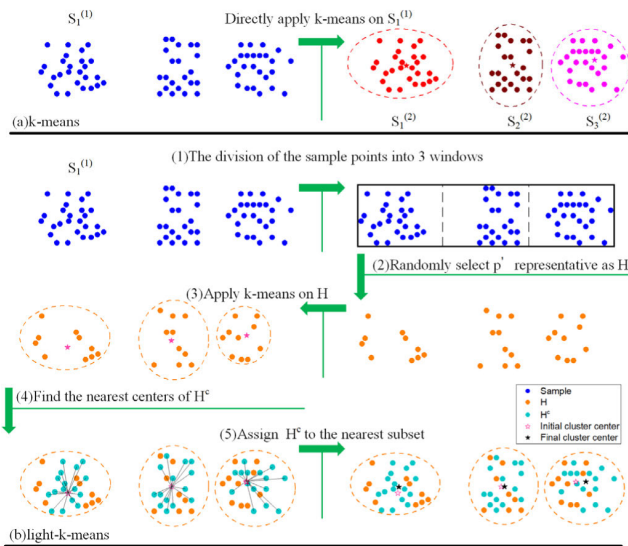 S₁⁽¹⁾ Directly apply k-means on S₁⁽¹⁾
(a)k-means S₁⁽²⁾ S₂⁽²⁾ S₃⁽²⁾
S₁⁽¹⁾ (1)The division of the sample points into 3 windows
(2)Randomly select p' representative as H
(3)Apply k-means on H
(4)Find the nearest centers of Hᶜ
Sample
H
Hᶜ
Initial cluster center
Final cluster center
(5)Assign Hᶜ to the nearest subset
(b)light-k-means